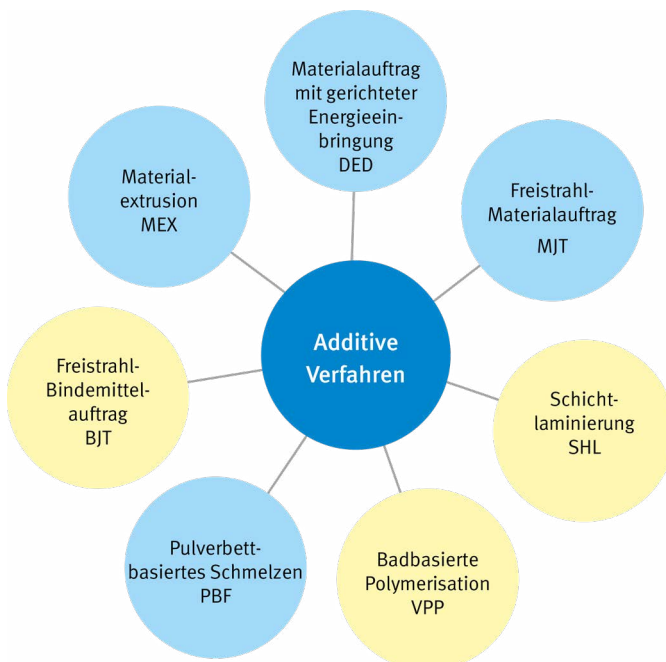 Materialauftrag
mit gerichteter
Energieein-
bringung
DED
Material-
extrusion
MEX
Freistrahl-
Materialauftrag
MJT
Additive
Verfahren
Freistrahl-
Bindemittel-
auftrag
BJT
Schicht-
laminierung
SHL
Pulverbett-
basiertes Schmelzen
PBF
Badbasierte
Polymerisation
VPP